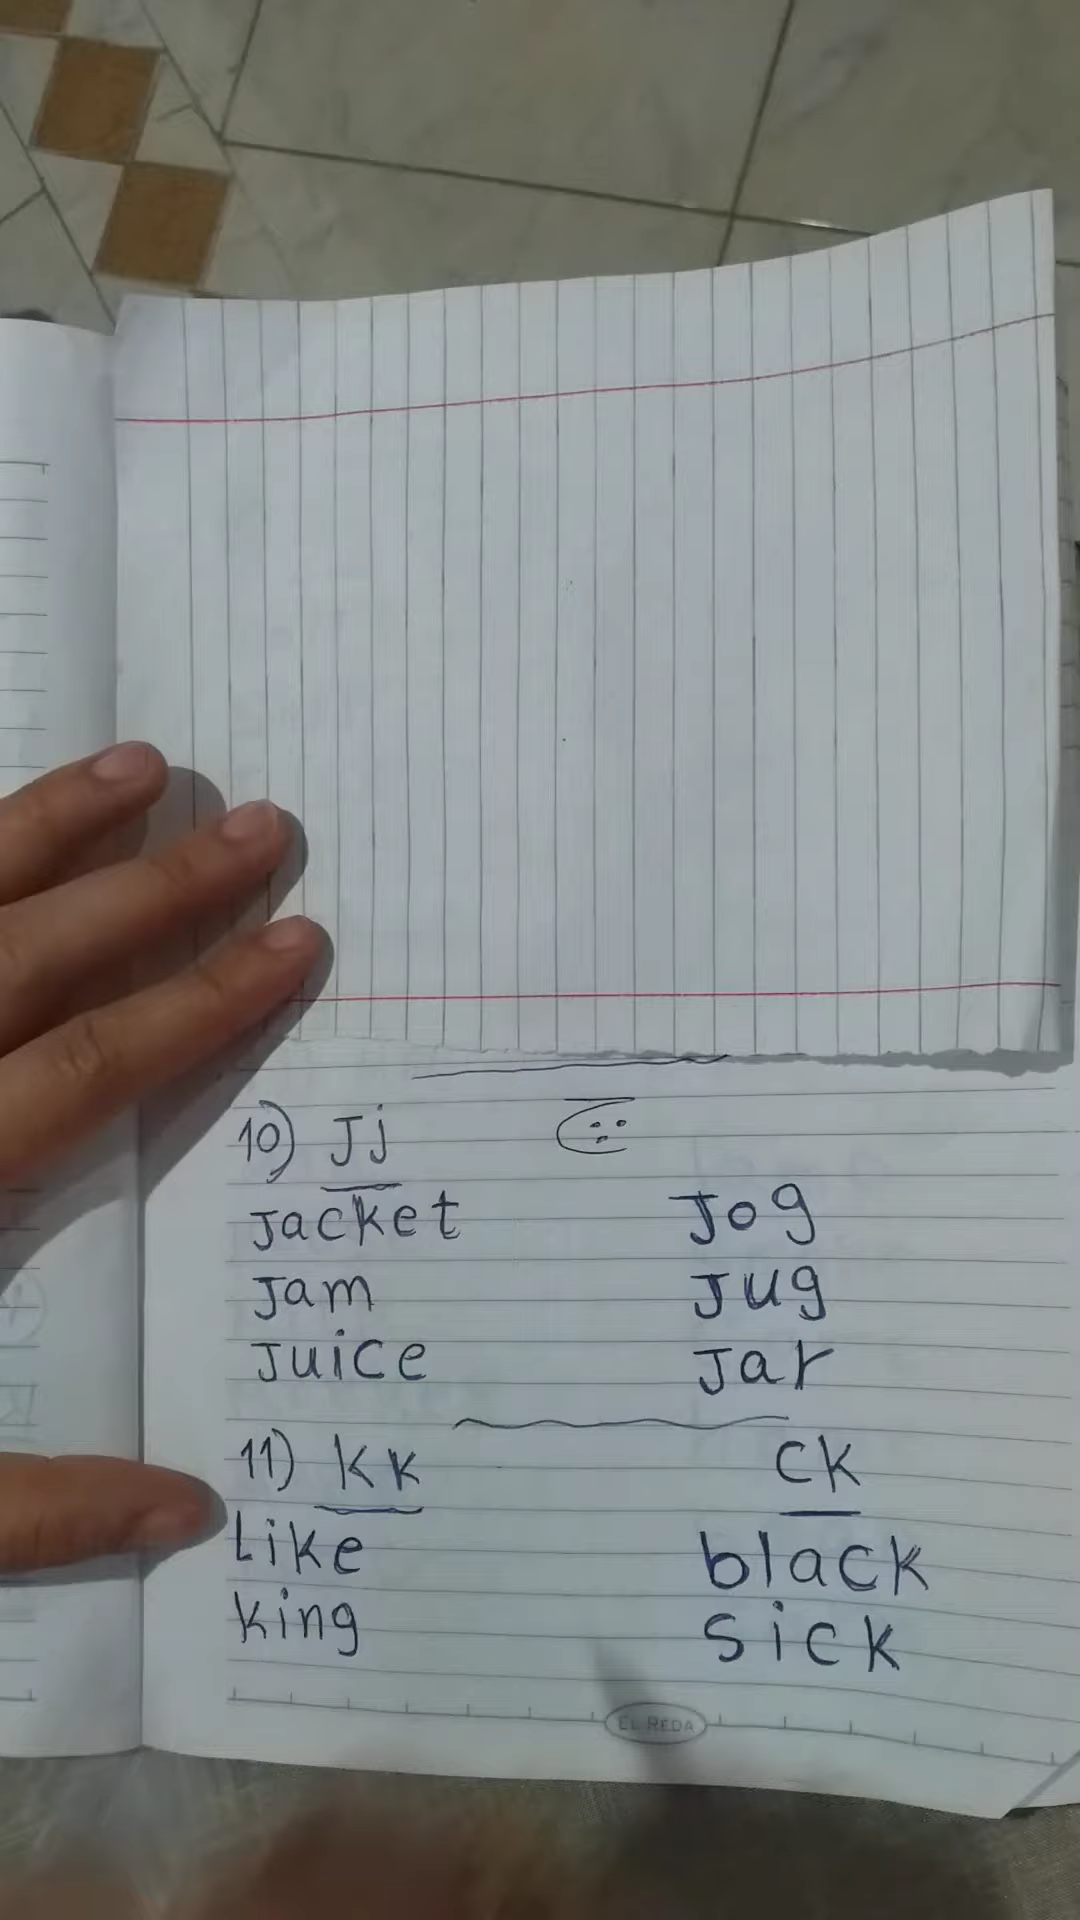 10) Jj
Jacket Jog
Jam Jug
Juice Jar
11) Kk ck
Like black
King sick
EL REDA